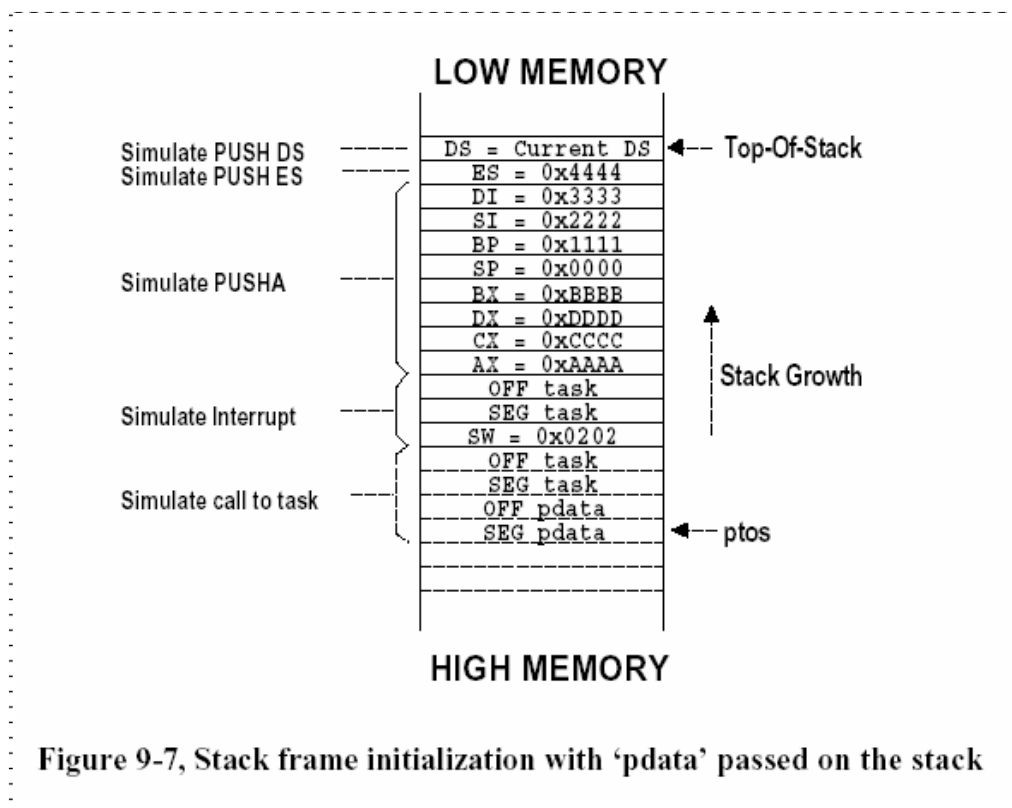 LOW MEMORY
Simulate PUSH DS
DS = Current DS
Top-Of-Stack
Simulate PUSH ES
ES = 0x4444
DI = 0x3333
SI = 0x2222
BP = 0x1111
Simulate PUSHA
SP = 0x0000
BX = 0xBBBB
DX = 0xDDDD
CX = 0xCCCC
AX = 0xAAAA
Stack Growth
OFF task
Simulate Interrupt
SEG task
SW = 0x0202
OFF task
SEG task
Simulate call to task
OFF pdata
SEG pdata
ptos
HIGH MEMORY
Figure 9-7, Stack frame initialization with ‘pdata’ passed on the stack